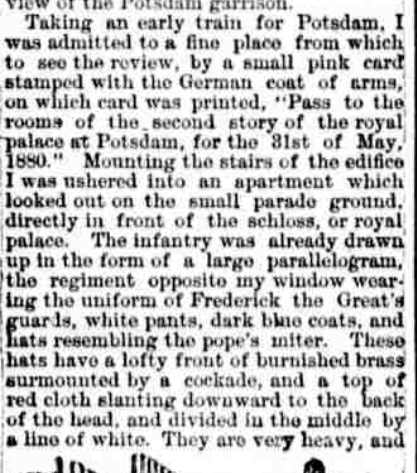 view of the Potsdam garrison.
Taking an early train for Potsdam, I
was admitted to a fine place from which
to see the review, by a small pink card
stamped with the German coat of arms,
on which card was printed, "Pass to the
rooms of the second story of the royal
palace at Potsdam, for the 31st of May,
1880." Mounting the stairs of the edifice
I was ushered into an apartment which
looked out on the small parade ground,
directly in front of the schloss, or royal
palace. The infantry was already drawn
up in the form of a large parallelogram,
the regiment opposite my window wear-
ing the uniform of Frederick the Great's
guards, white pants, dark blue coats, and
hats resembling the pope's miter. These
hats have a lofty front of burnished brass
surmounted by a cockade, and a top of
red cloth slanting downward to the back
of the head, and divided in the middle by
a line of white. They are very heavy, and